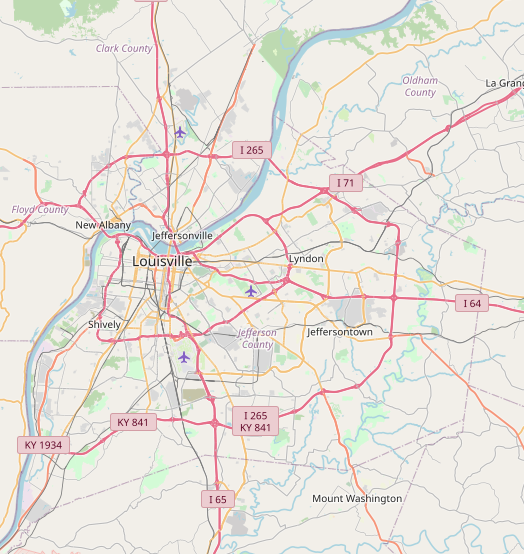 Clark County
Oldham
County
La Grang
I 265
I 71
Floyd County
New Albany
Jeffersonville
Louisville
Lyndon
I 64
Shively
Jefferson
County
Jeffersontown
I 265
KY 841
KY 841
KY 1934
I 65
Mount Washington